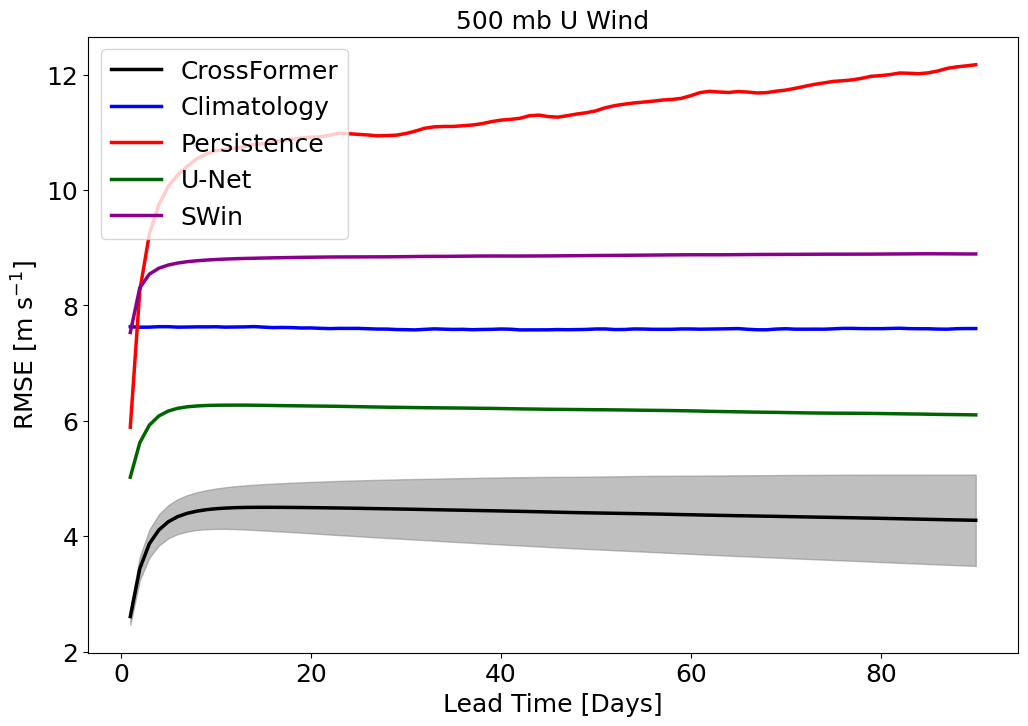 500 mb U Wind
CrossFormer
Climatology
Persistence
U-Net
SWin
12
10
8
6
4
2
RMSE [m s⁻¹]
0 20 40 60 80
Lead Time [Days]